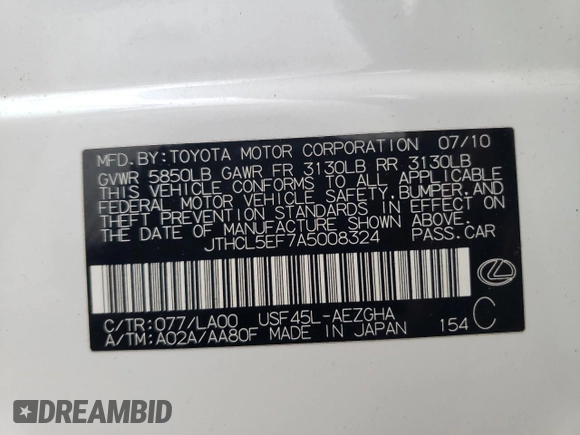 MFD. BY: TOYOTA MOTOR CORPORATION 07/10
GVWR 5850LB GAWR FR 3130LB RR 3130LB
THIS VEHICLE CONFORMS TO ALL APPLICABLE
FEDERAL MOTOR VEHICLE SAFETY, BUMPER, AND
THEFT PREVENTION STANDARDS IN EFFECT ON
THE DATE OF MANUFACTURE SHOWN ABOVE.
JTHCL5EF7A5008324 PASS. CAR
C/TR: 077/LA00 USF45L-AEZGHA
A/TM: A02A/AA80F MADE IN JAPAN 154 C
DREAMBID